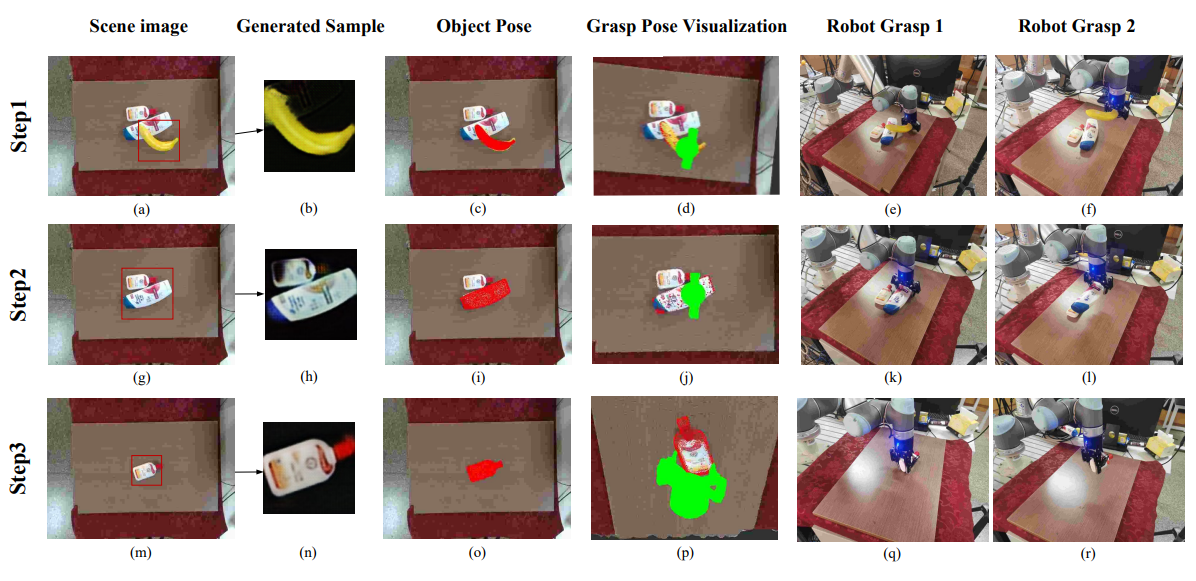 Scene image Generated Sample Object Pose Grasp Pose Visualization Robot Grasp 1 Robot Grasp 2
Step1
(a) (b) (c) (d) (e) (f)
Step2
(g) (h) (i) (j) (k) (l)
Step3
(m) (n) (o) (p) (q) (r)